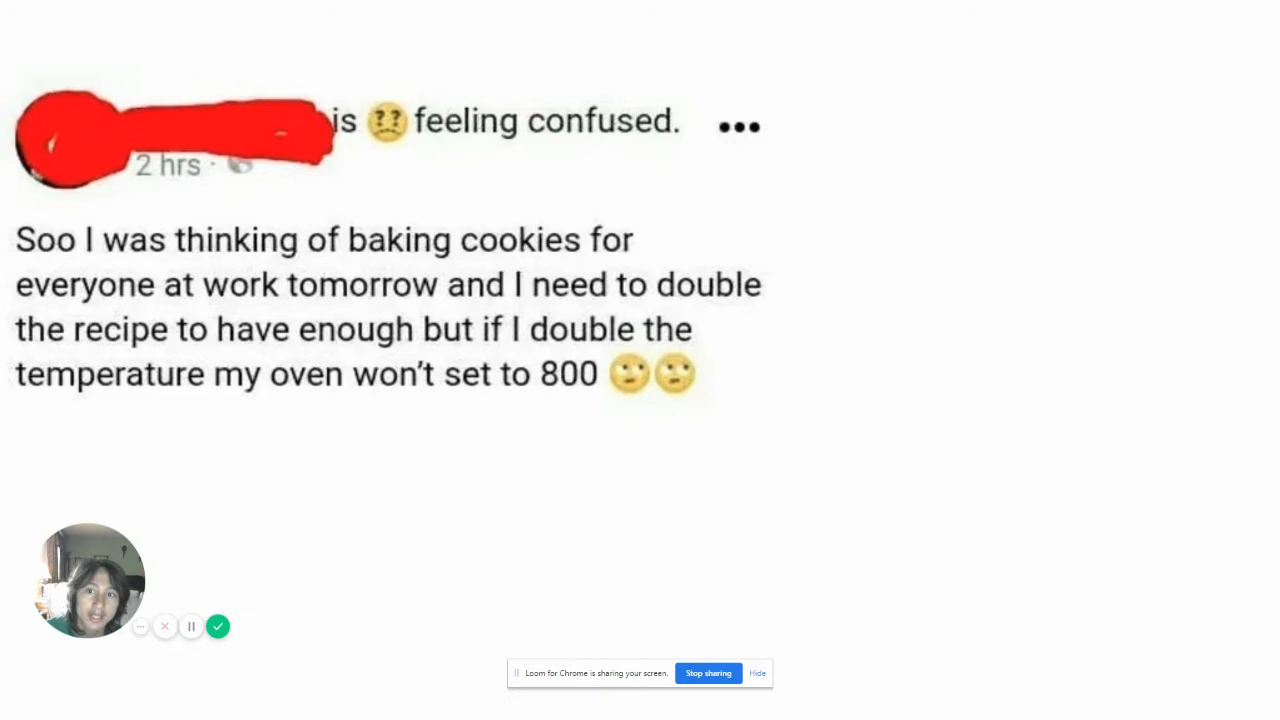 is 😕 feeling confused. •••
2 hrs ·
Soo I was thinking of baking cookies for
everyone at work tomorrow and I need to double
the recipe to have enough but if I double the
temperature my oven won't set to 800 🙄🙄
Loom for Chrome is sharing your screen. Stop sharing Hide